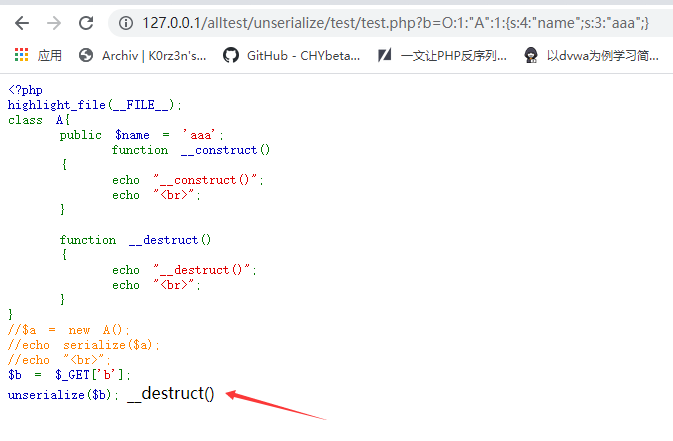 127.0.0.1/alltest/unserialize/test/test.php?b=O:1:"A":1:{s:4:"name";s:3:"aaa";}
应用 Archiv | K0rz3n's... GitHub - CHYbeta... 一文让PHP反序列... 以dvwa为例学习简...
<?php
highlight_file(__FILE__);
class A{
public $name = 'aaa';
function __construct()
{
echo "__construct()";
echo "<br>";
}
function __destruct()
{
echo "__destruct()";
echo "<br>";
}
}
//$a = new A();
//echo serialize($a);
//echo "<br>";
$b = $_GET['b'];
unserialize($b); __destruct()